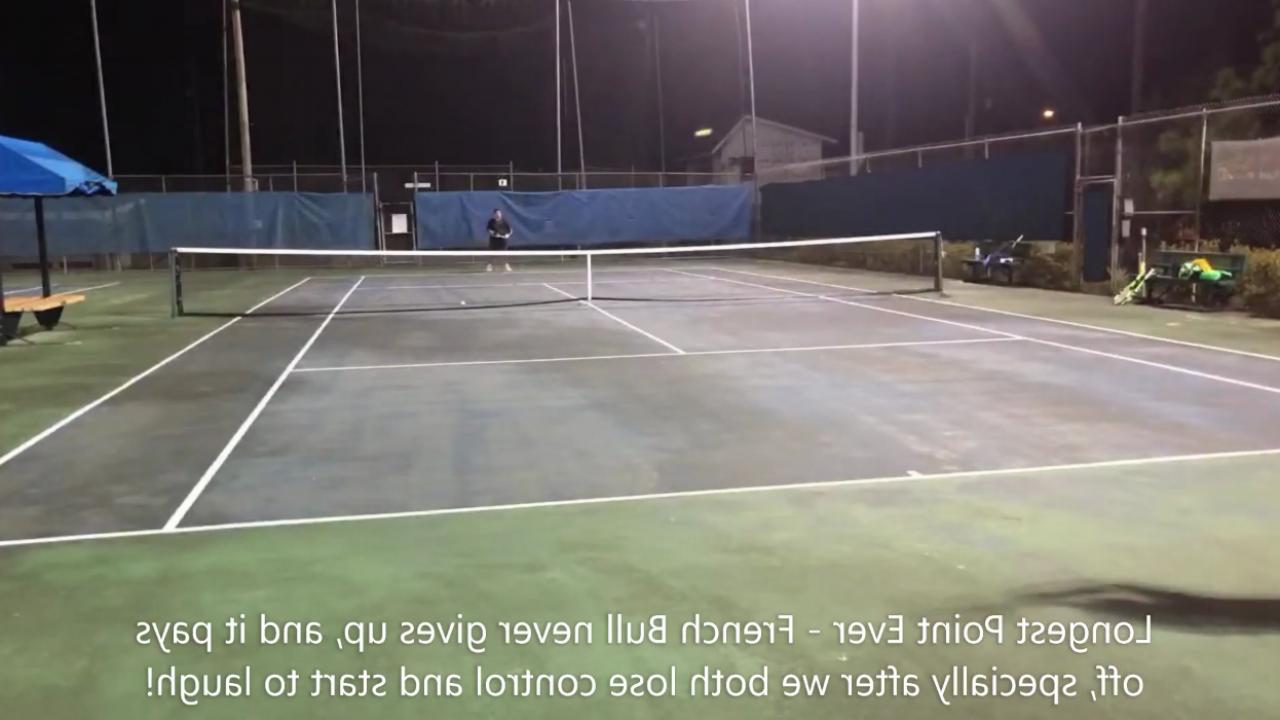 Longest Point Ever - French Bull never gives up, and it pays
off, specially after we both lose control and start to laugh!